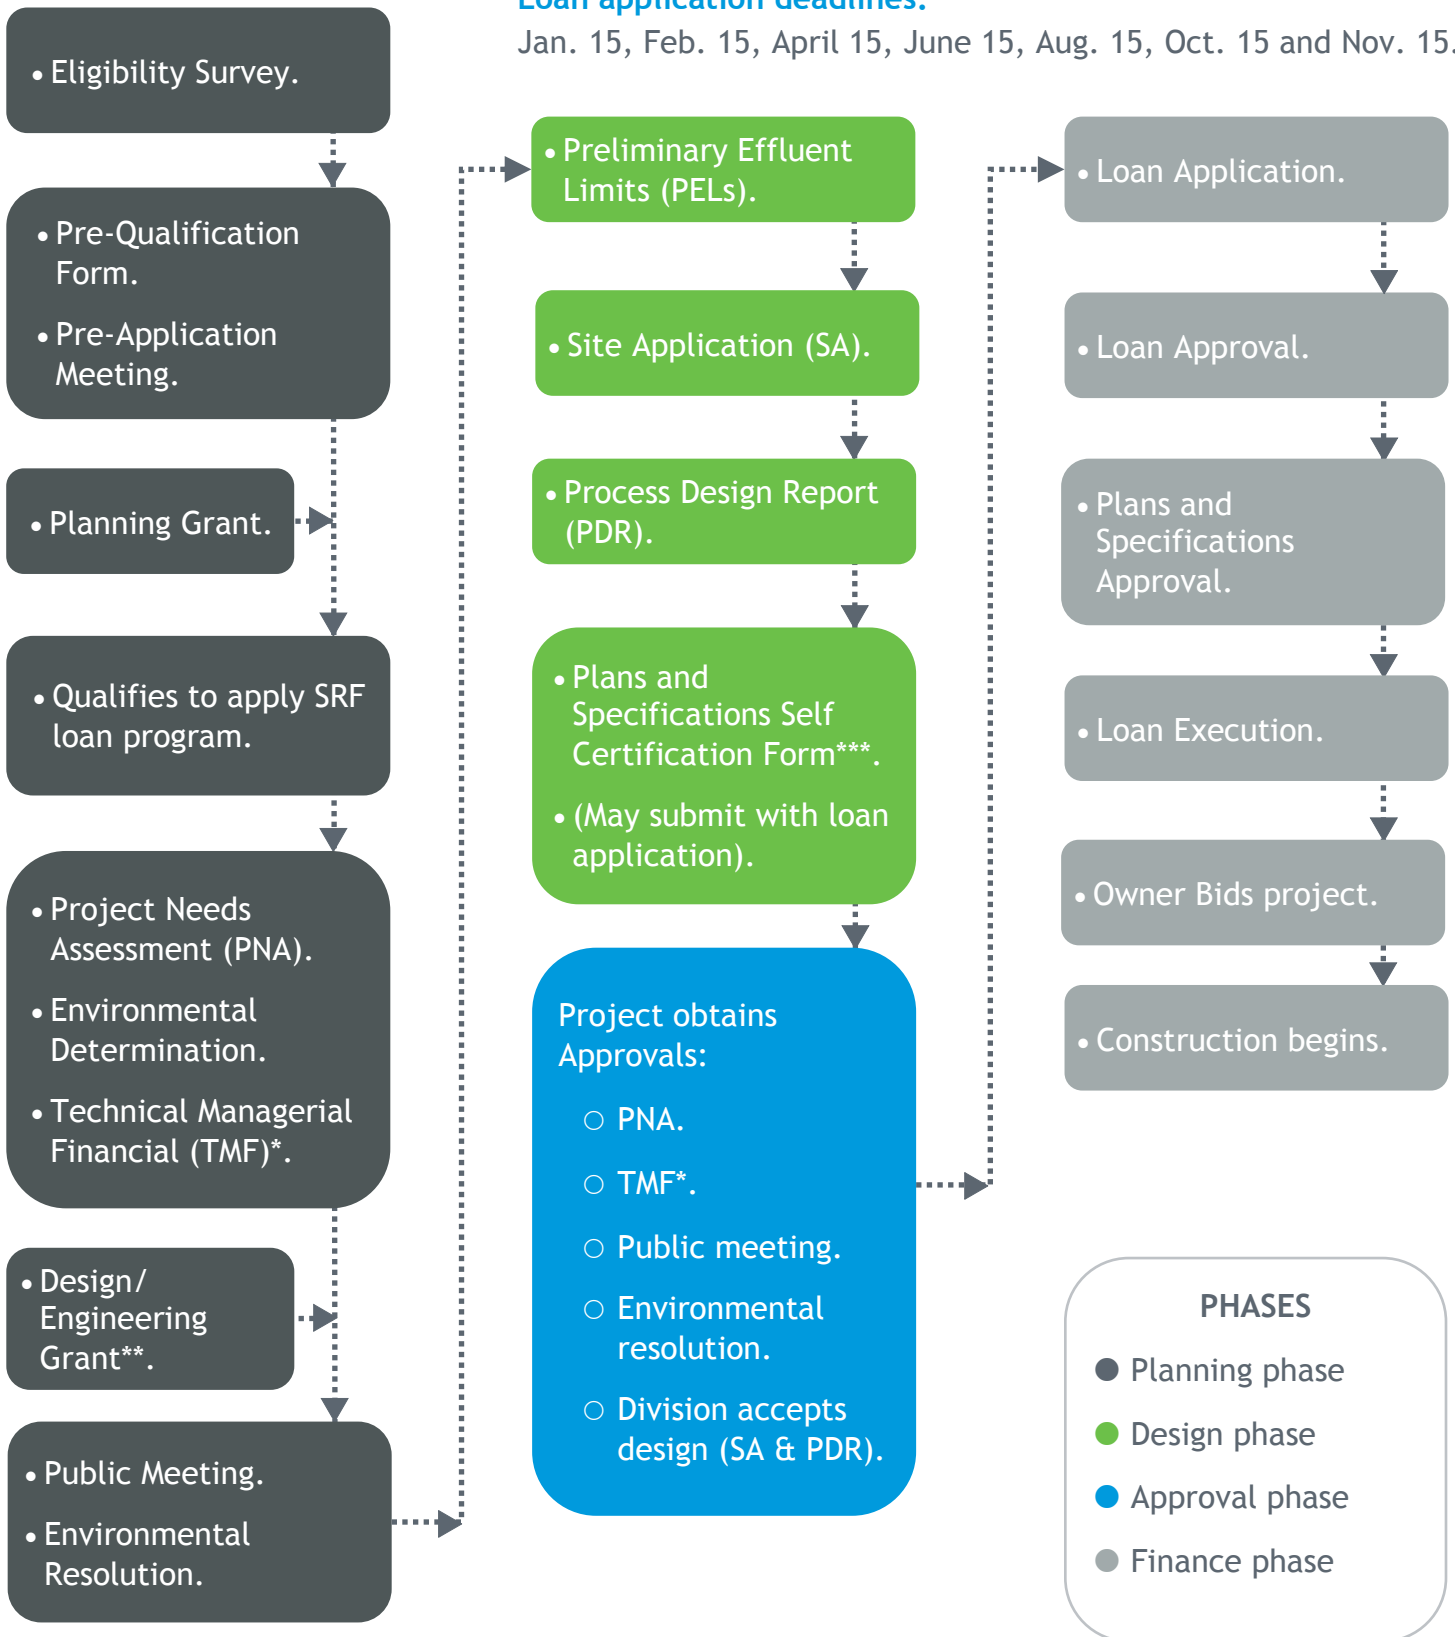 Loan application deadlines:
Jan. 15, Feb. 15, April 15, June 15, Aug. 15, Oct. 15 and Nov. 15.
• Eligibility Survey.
• Pre-Qualification
Form.
• Pre-Application
Meeting.
• Planning Grant.
• Qualifies to apply SRF
loan program.
• Project Needs
Assessment (PNA).
• Environmental
Determination.
• Technical Managerial
Financial (TMF)*.
• Design/
Engineering
Grant**.
• Public Meeting.
• Environmental
Resolution.
• Preliminary Effluent
Limits (PELs).
• Site Application (SA).
• Process Design Report
(PDR).
• Plans and
Specifications Self
Certification Form***.
• (May submit with loan
application).
Project obtains
Approvals:
○ PNA.
○ TMF*.
○ Public meeting.
○ Environmental
resolution.
○ Division accepts
design (SA & PDR).
• Loan Application.
• Loan Approval.
• Plans and
Specifications
Approval.
• Loan Execution.
• Owner Bids project.
• Construction begins.
PHASES
● Planning phase
● Design phase
● Approval phase
● Finance phase